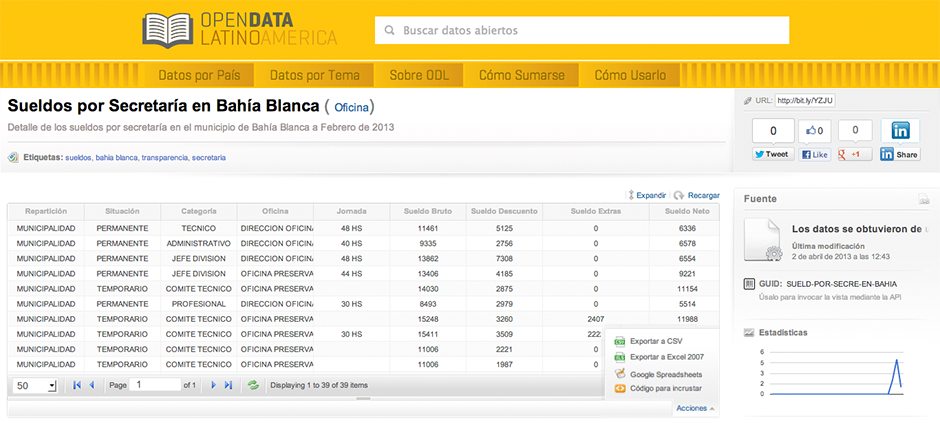 OPENDATA
LATINOAMERICA
Buscar datos abiertos
Datos por País Datos por Tema Sobre ODL Cómo Sumarse Cómo Usarlo
Sueldos por Secretaría en Bahía Blanca ( Oficina)
Detalle de los sueldos por secretaría en el municipio de Bahía Blanca a Febrero de 2013
Etiquetas: sueldos, bahia blanca, transparencia, secretaria
URL: http://bit.ly/YZJU
0 0 0
Tweet Like +1 Share
Expandir Recargar
Repartición Situación Categoría Oficina Jornada Sueldo Bruto Sueldo Descuento Sueldo Extras Sueldo Neto
MUNICIPALIDAD PERMANENTE TECNICO DIRECCION OFICIN 48 HS 11461 5125 0 6336
MUNICIPALIDAD PERMANENTE ADMINISTRATIVO DIRECCION OFICIN 40 HS 9335 2756 0 6578
MUNICIPALIDAD PERMANENTE JEFE DIVISION DIRECCION OFICIN 48 HS 13862 7308 0 6554
MUNICIPALIDAD PERMANENTE JEFE DIVISION OFICINA PRESERVA 44 HS 13406 4185 0 9221
MUNICIPALIDAD TEMPORARIO COMITE TECNICO OFICINA PRESERVA 14030 2875 0 11154
MUNICIPALIDAD PERMANENTE PROFESIONAL DIRECCION OFICIN 30 HS 8493 2979 0 5514
MUNICIPALIDAD TEMPORARIO COMITE TECNICO OFICINA PRESERVA 15248 3260 2407 11988
MUNICIPALIDAD TEMPORARIO COMITE TECNICO OFICINA PRESERVA 30 HS 15411 3509 222
MUNICIPALIDAD TEMPORARIO COMITE TECNICO OFICINA PRESERVA 11006 2221 0
MUNICIPALIDAD TEMPORARIO COMITE TECNICO OFICINA PRESERVA 11006 1987 0
Exportar a CSV
Exportar a Excel 2007
Google Spreadsheets
Código para incrustar
50 Page 1 of 1 Displaying 1 to 39 of 39 items
Acciones
Fuente
Los datos se obtuvieron de u
Última modificación
2 de abril de 2013 a las 12:43
GUID: SUELD-POR-SECRE-EN-BAHIA
Úsalo para invocar la vista mediante la API
Estadísticas
6
5
3
2
0